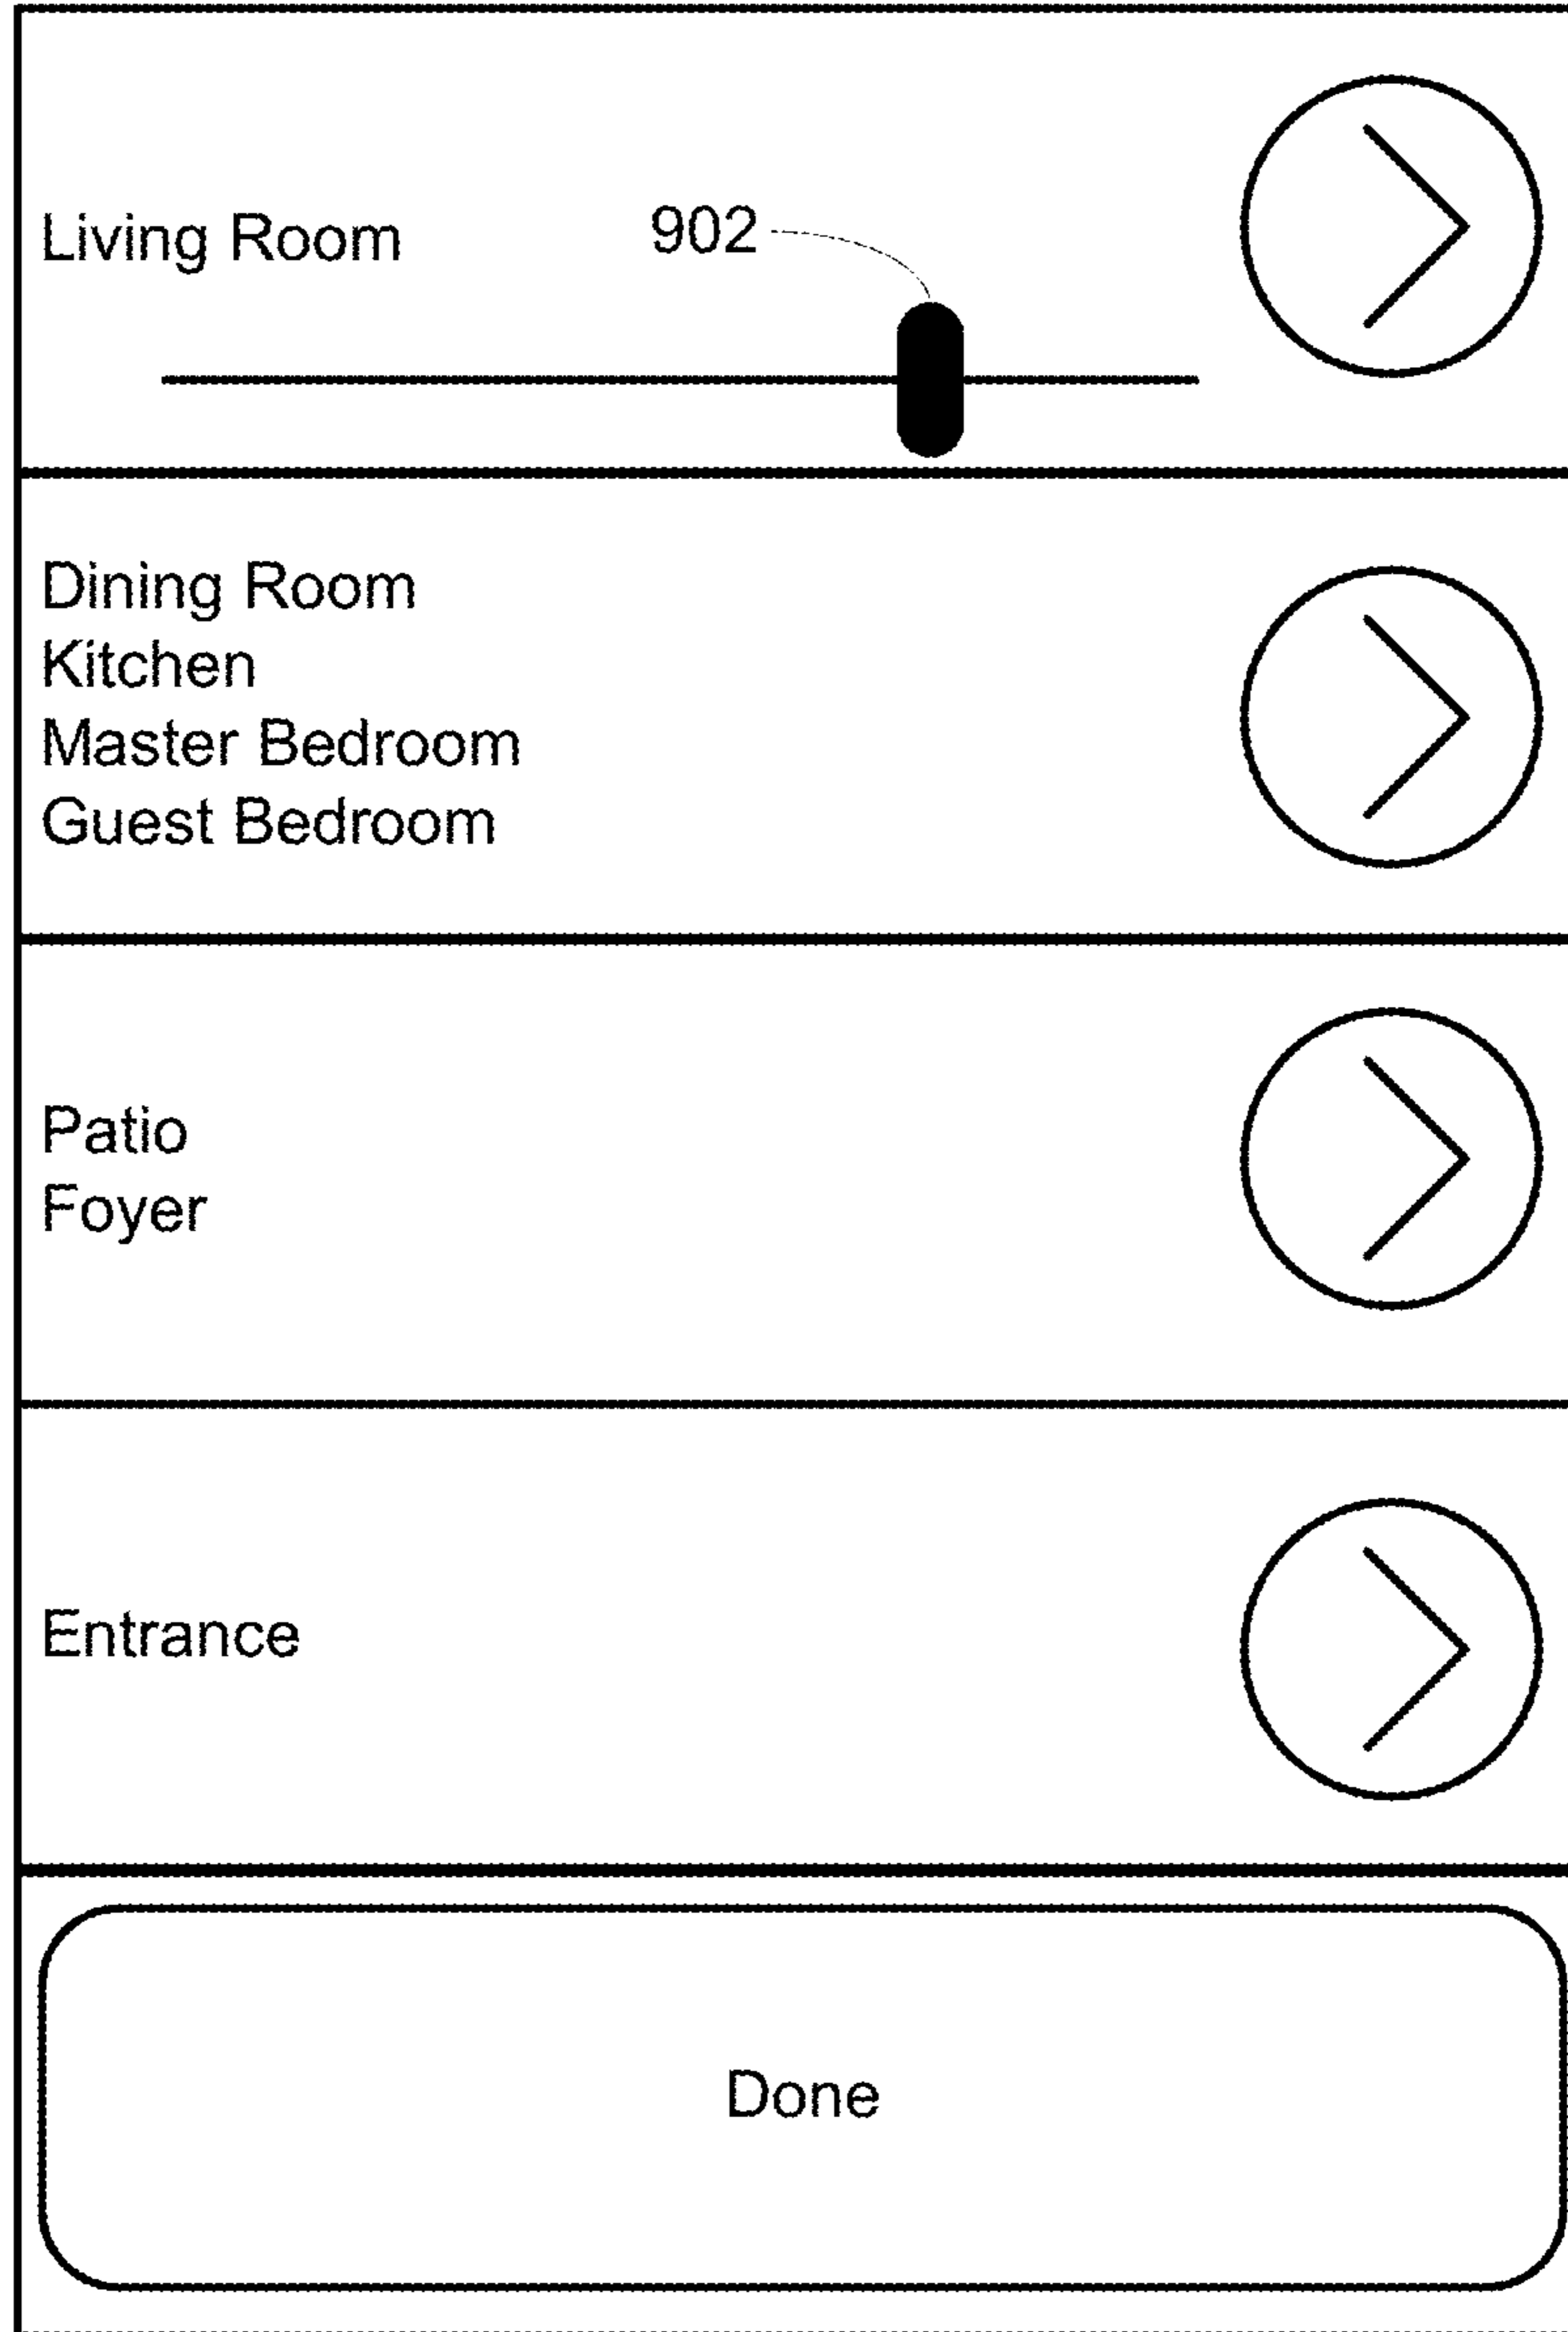 Living Room
902
Dining Room
Kitchen
Master Bedroom
Guest Bedroom
Patio
Foyer
Entrance
Done